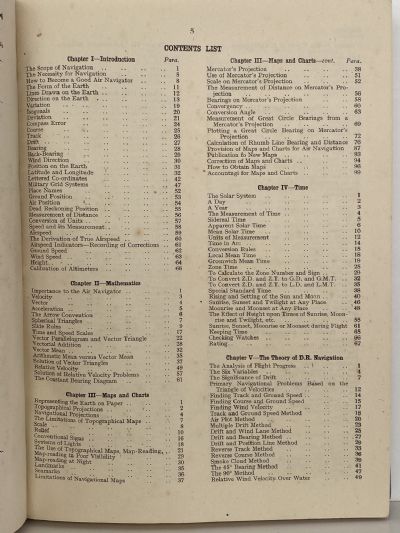 5
CONTENTS LIST
Chapter I—Introduction Para.
The Scope of Navigation 1
The Necessity for Navigation 5
How to Become a Good Air Navigator 8
The Form of the Earth 11
Lines Drawn on the Earth 12
Direction on the Earth 13
Variation 19
Isogonals 20
Deviation 21
Compass Error 24
Course 25
Track 26
Drift 27
Bearing 28
Back-Bearing 29
Wind Direction 30
Position on the Earth 31
Latitude and Longitude 32
Lettered Co-ordinates 42
Military Grid Systems 47
Place Names 52
Ground Position 53
Air Position 54
Dead Reckoning Position 55
Measurement of Distance 56
Conversion of Units
Speed and its Measurement 58
Airspeed 59
The Derivation of True Airspeed 60
Airspeed Indicators—Recording of Corrections 61
Ground Speed 62
Wind Speed 63
Height 64
Calibration of Altimeters 66
Chapter II—Mathematics
Importance to the Air Navigator 1
Velocity 3
Vector 4
Acceleration 5
The Arrow Convention 6
Spherical Triangles 7
Slide Rules 9
Time and Speed Scales
Vector Parallelogram and Vector Triangle 22
Vectorial Addition 28
Vector Mean
Arithmetic Mean versus Vector Mean 35
Solution of Vector Triangles 37
Relative Velocity 49
Solution of Relative Velocity Problems 57
The Constant Bearing Diagram 61
Chapter III—Maps and Charts
Representing the Earth on Paper 1
Topographical Projections 2
Navigational Projections 4
The Limitations of Topographical Maps
Scale 8
Relief 10
Conventional Signs 16
Systems of Lights 18
The Use of Topographical Maps, Map-Reading, 21
Map-reading in Poor Visibility 29
Map-reading at Night 30
Landmarks 35
Seamarks 36
Limitations of Navigational Maps 37
Chapter III—Maps and Charts—cont. Para.
Mercator's Projection 38
Use of Mercator's Projection 51
Scale on Mercator's Projection 52
The Measurement of Distance on Mercator's Projection 56
Bearings on Mercator's Projection 58
Convergency 60
Conversion Angle 63
Measurement of Great Circle Bearings from a
Mercator's Projection 69
Plotting a Great Circle Bearing on Mercator's
Projection 72
Calculation of Rhumb Line Bearing and Distance 76
Provision of Maps and Charts for Air Navigation 87
Publication of New Maps 93
Correction of Maps and Charts 94
How to Obtain Maps 96
Accountings for Maps and Charts 99
Chapter IV—Time
The Solar System 1
A Day 2
A Year 3
The Measurement of Time 4
Sidereal Time 5
Apparent Solar Time 6
Mean Solar Time 10
Units of Measurement 12
Time to Arc 14
Conversion Rules 15
Local Mean Time 18
Greenwich Mean Time 19
Zone Time 25
To Calculate the Zone Number and Sign 29
To Convert Z.D. and Z.T. to G.D. and G.M.T. 32
To Convert Z.D. and Z.T. to L.D. and L.M.T. 35
Special Standard Time 38
Rising and Setting of the Sun and Moon 40
Sunrise, Sunset and Twilight at Any Place 46
Moonrise and Moonset at Any Place 48
The Effect of Height upon Times of Sunrise, Moonrise
and Twilight, etc. 55
Sunrise, Sunset, Moonrise or Moonset during Flight 61
Keeping Time 65
Checking Watches 66
Rating 67
Chapter V—The Theory of D.R. Navigation
The Analysis of Flight Progress 1
The Six Variables 4
The Significance of Drift
Primary Navigational Problems Based on the
Triangle of Velocities 12
Finding Track and Ground Speed 14
Finding Course and Ground Speed 15
Finding Wind Velocity 17
Track and Ground Speed Method 18
Air Plot Method 20
Multiple Drift Method 23
Drift and Wind Lane Method 25
Drift and Bearing Method 27
Drift and Position Line Method 29
Reverse Track Method 33
Reverse Course Method 36
Smoke Cloud Method 39
The 45° Bearing Method 41
The 90° Method 47
Relative Wind Velocity Over Water 49